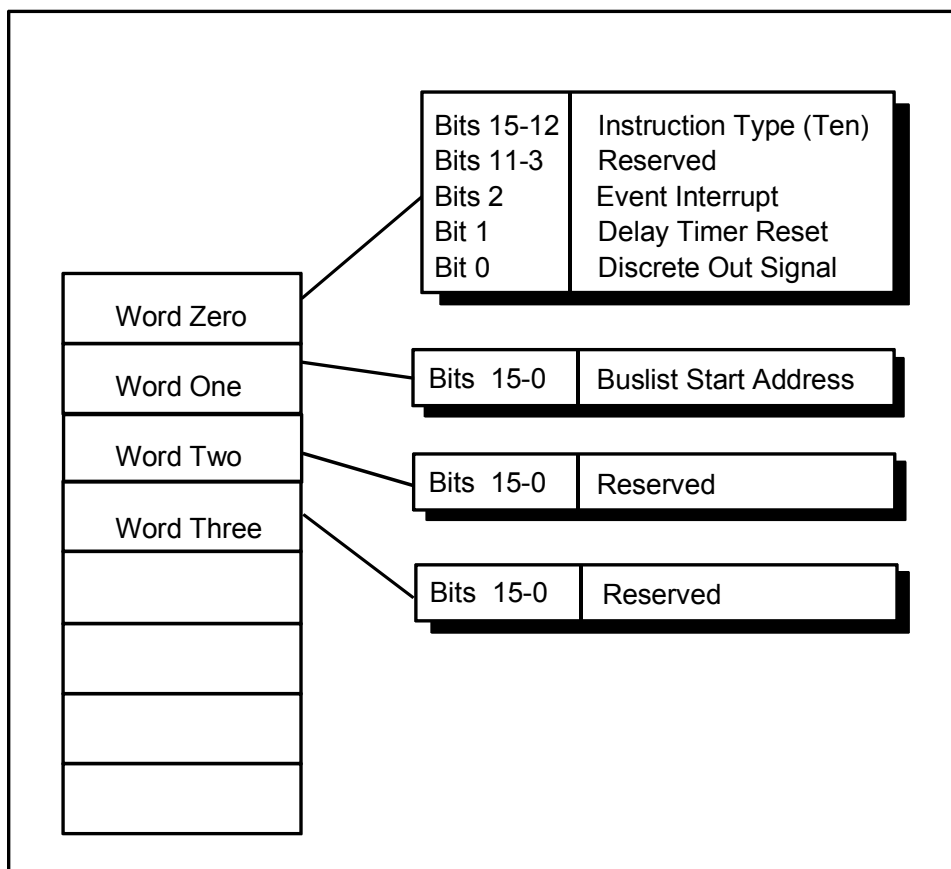 Bits 15-12 Instruction Type (Ten)
Bits 11-3 Reserved
Bits 2 Event Interrupt
Bit 1 Delay Timer Reset
Bit 0 Discrete Out Signal
Word Zero
Word One
Bits 15-0 Buslist Start Address
Word Two
Bits 15-0 Reserved
Word Three
Bits 15-0 Reserved